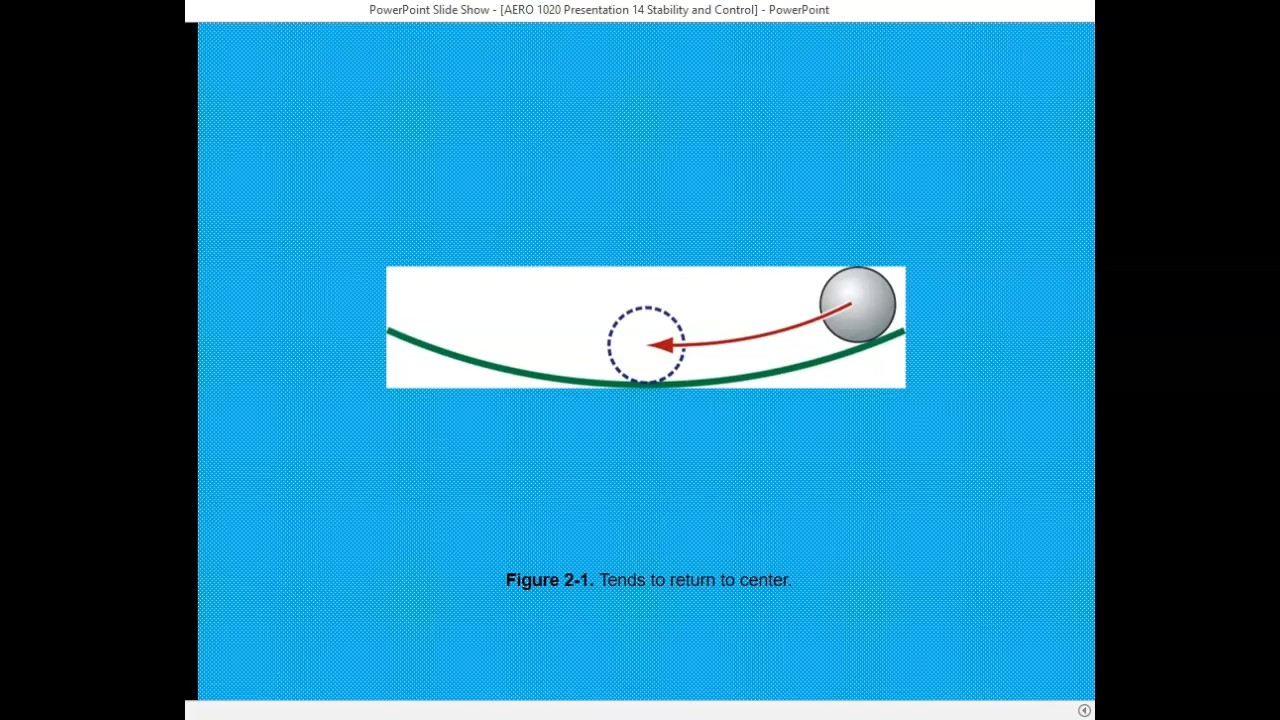 PowerPoint Slide Show - [AERO 1020 Presentation 14 Stability and Control] - PowerPoint
Figure 2-1. Tends to return to center.